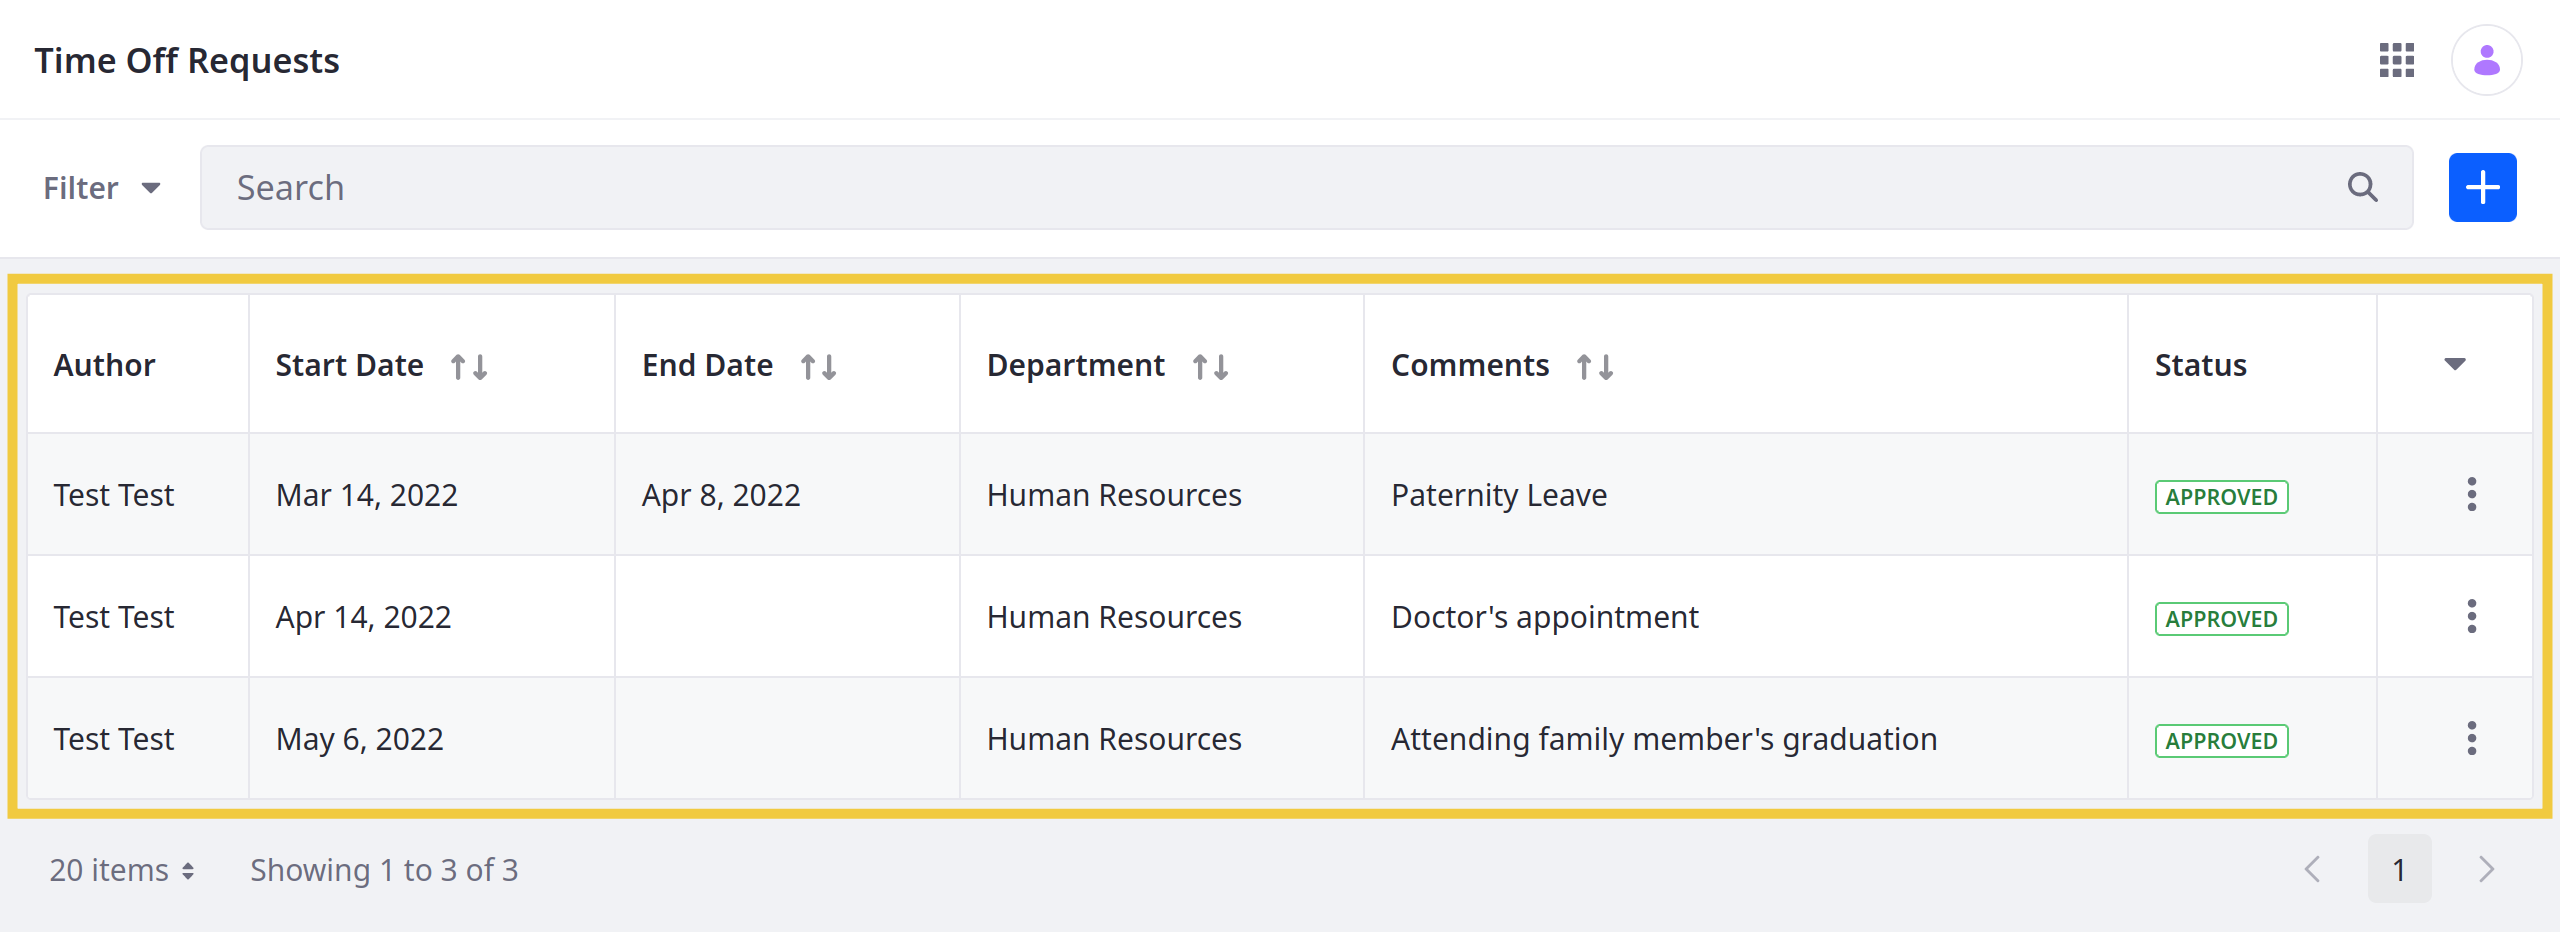 Time Off Requests
Filter Search
Author Start Date End Date Department Comments Status
Test Test Mar 14, 2022 Apr 8, 2022 Human Resources Paternity Leave APPROVED
Test Test Apr 14, 2022 Human Resources Doctor's appointment APPROVED
Test Test May 6, 2022 Human Resources Attending family member's graduation APPROVED
20 items Showing 1 to 3 of 3 1